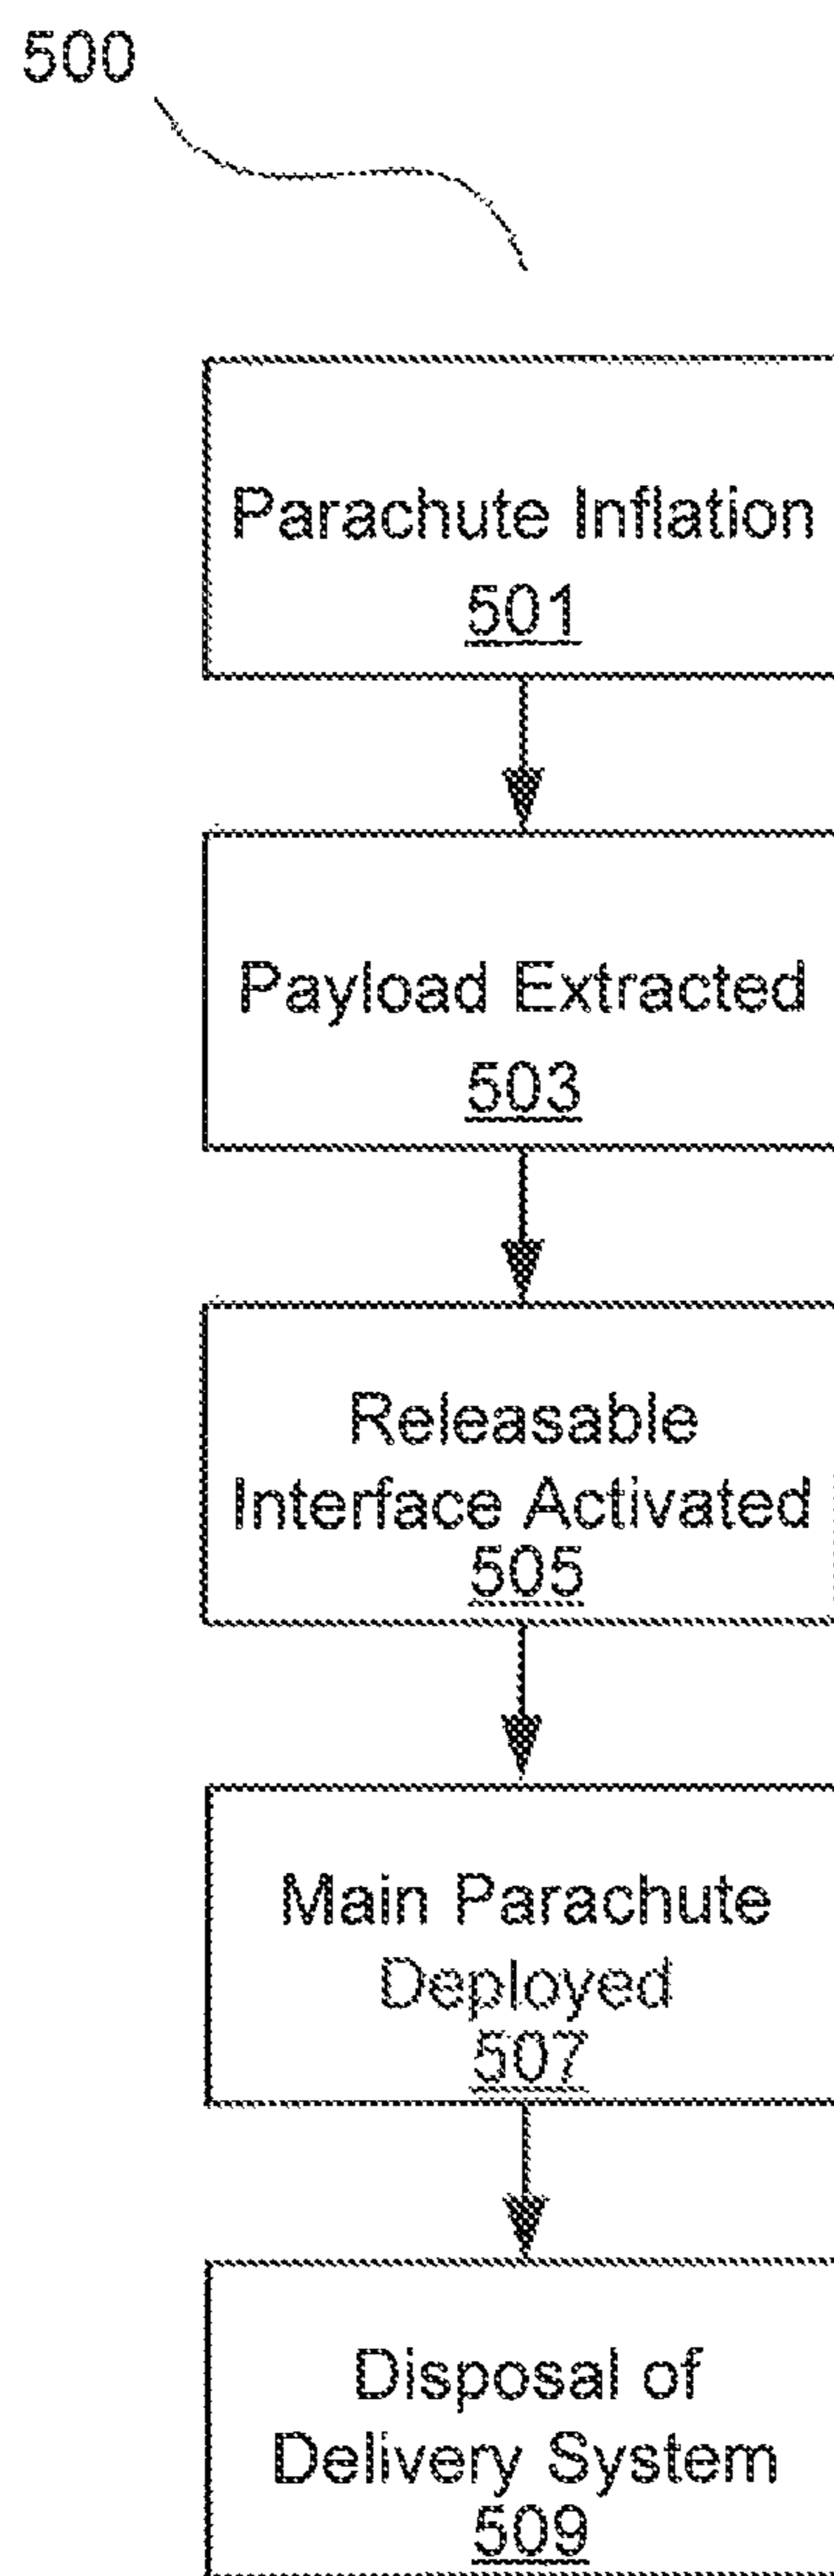 500
Parachute Inflation
501
Payload Extracted
503
Releasable
Interface Activated
505
Main Parachute
Deployed
507
Disposal of
Delivery System
509